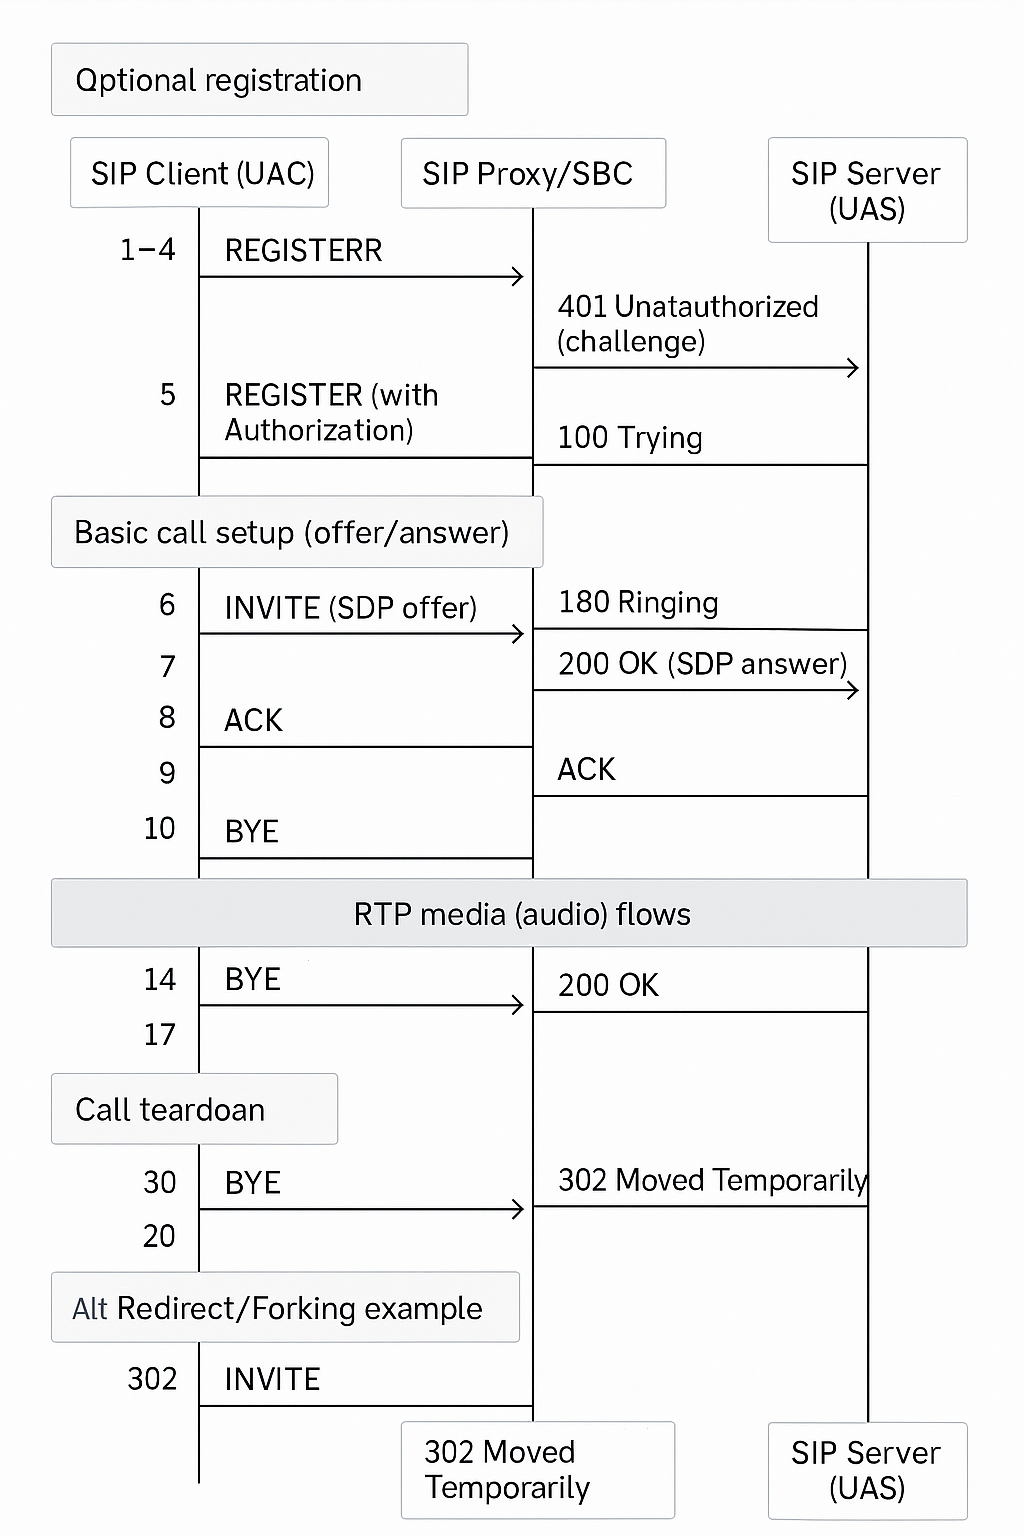 Qptional registration
SIP Client (UAC)
SIP Proxy/SBC
SIP Server
(UAS)
1–4
REGISTERR
401 Unatauthorized
(challenge)
5
REGISTER (with
Authorization)
100 Trying
Basic call setup (offer/answer)
6
INVITE (SDP offer)
180 Ringing
7
200 OK (SDP answer)
8
ACK
9
ACK
10
BYE
RTP media (audio) flows
14
BYE
200 OK
17
Call teardoan
30
BYE
302 Moved Temporarily
20
Alt Redirect/Forking example
302
INVITE
302 Moved
Temporarily
SIP Server
(UAS)